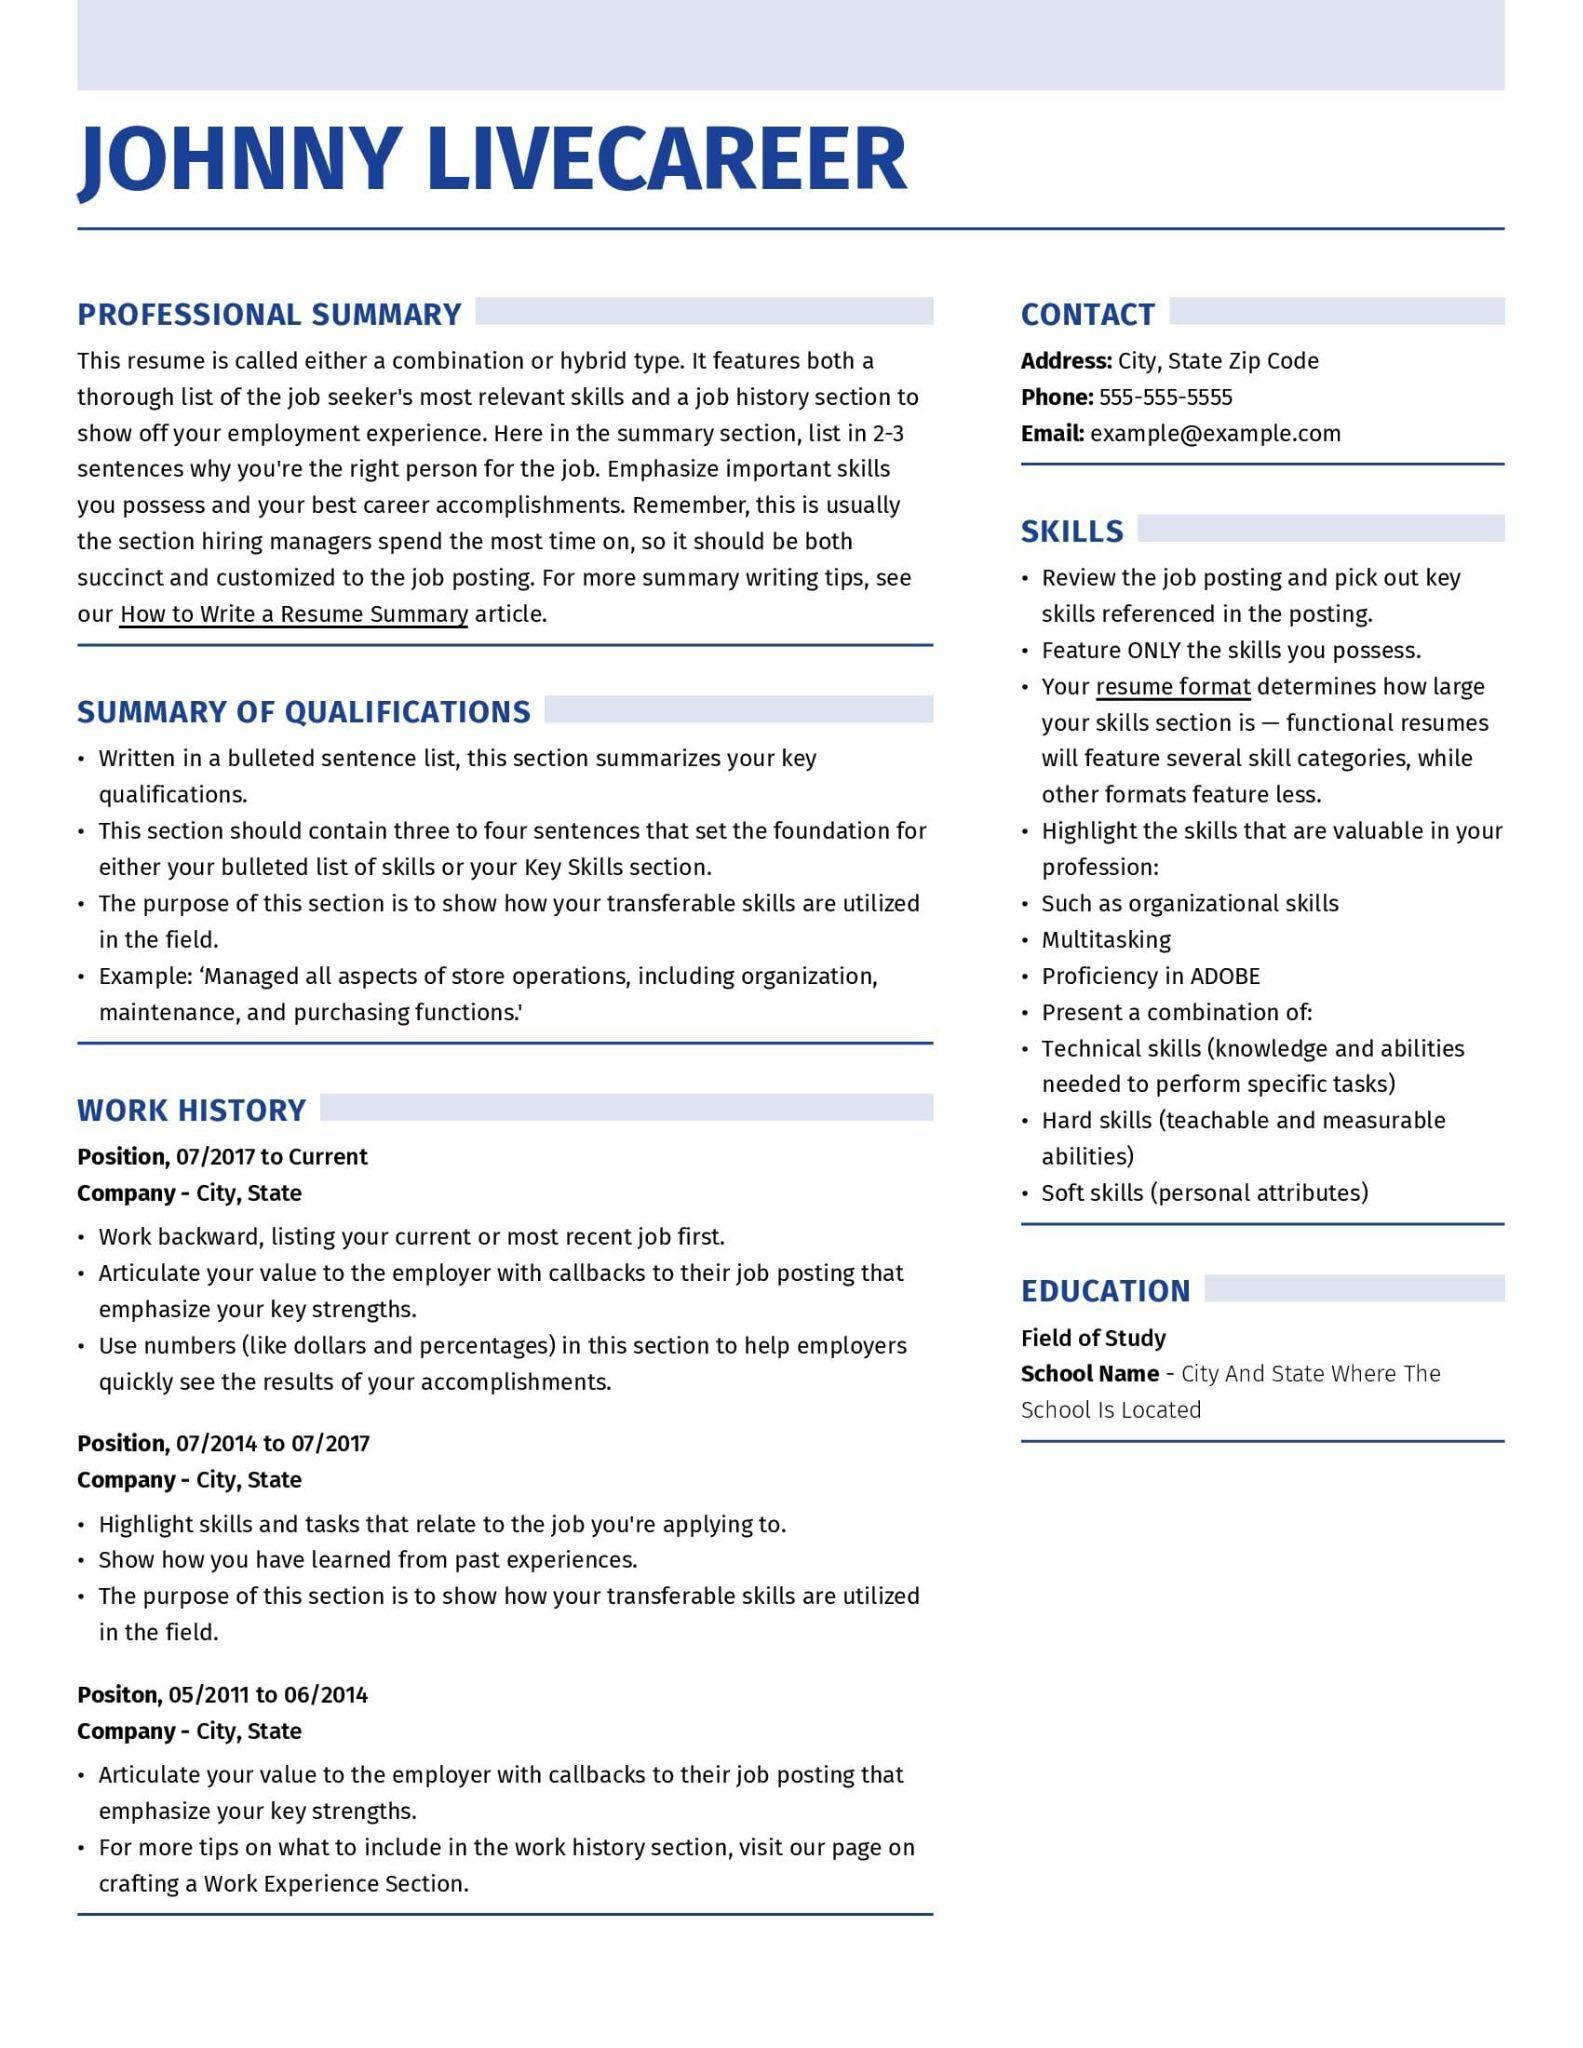 JOHNNY LIVECAREER
PROFESSIONAL SUMMARY
This resume is called either a combination or hybrid type. It features both a
thorough list of the job seeker's most relevant skills and a job history section to
show off your employment experience. Here in the summary section, list in 2-3
sentences why you're the right person for the job. Emphasize important skills
you possess and your best career accomplishments. Remember, this is usually
the section hiring managers spend the most time on, so it should be both
succinct and customized to the job posting. For more summary writing tips, see
our How to Write a Resume Summary article.
SUMMARY OF QUALIFICATIONS
• Written in a bulleted sentence list, this section summarizes your key
qualifications.
• This section should contain three to four sentences that set the foundation for
either your bulleted list of skills or your Key Skills section.
• The purpose of this section is to show how your transferable skills are utilized
in the field.
• Example: ‘Managed all aspects of store operations, including organization,
maintenance, and purchasing functions.'
WORK HISTORY
Position, 07/2017 to Current
Company - City, State
• Work backward, listing your current or most recent job first.
• Articulate your value to the employer with callbacks to their job posting that
emphasize your key strengths.
• Use numbers (like dollars and percentages) in this section to help employers
quickly see the results of your accomplishments.
Position, 07/2014 to 07/2017
Company - City, State
• Highlight skills and tasks that relate to the job you're applying to.
• Show how you have learned from past experiences.
• The purpose of this section is to show how your transferable skills are utilized
in the field.
Positon, 05/2011 to 06/2014
Company - City, State
• Articulate your value to the employer with callbacks to their job posting that
emphasize your key strengths.
• For more tips on what to include in the work history section, visit our page on
crafting a Work Experience Section.
CONTACT
Address: City, State Zip Code
Phone: 555-555-5555
Email: example@example.com
SKILLS
• Review the job posting and pick out key
skills referenced in the posting.
• Feature ONLY the skills you possess.
• Your resume format determines how large
your skills section is — functional resumes
will feature several skill categories, while
other formats feature less.
• Highlight the skills that are valuable in your
profession:
• Such as organizational skills
• Multitasking
• Proficiency in ADOBE
• Present a combination of:
• Technical skills (knowledge and abilities
needed to perform specific tasks)
• Hard skills (teachable and measurable
abilities)
• Soft skills (personal attributes)
EDUCATION
Field of Study
School Name - City And State Where The
School Is Located